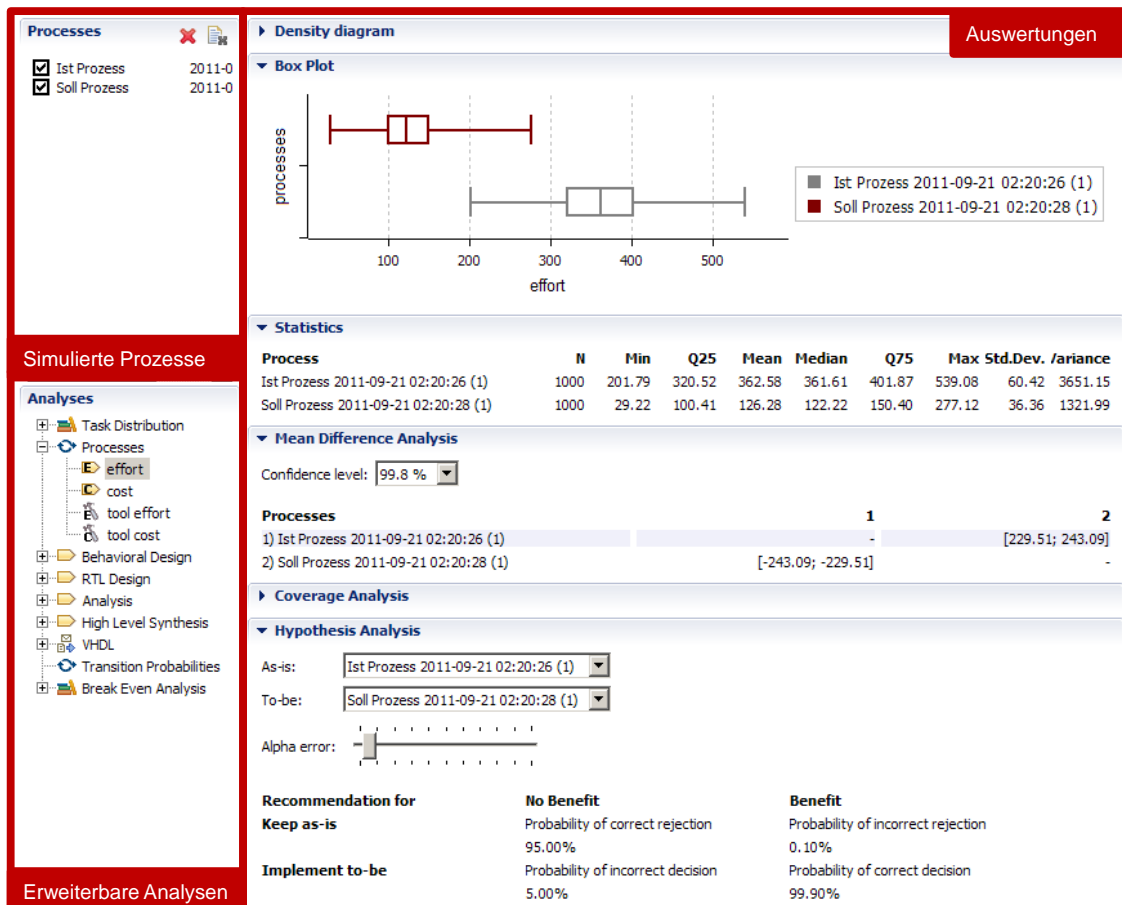 Processes
Ist Prozess 2011-0
Soll Prozess 2011-0
Simulierte Prozesse
Analyses
Task Distribution
Processes
E effort
C cost
E tool effort
C tool cost
Behavioral Design
RTL Design
Analysis
High Level Synthesis
VHDL
Transition Probabilities
Break Even Analysis
Erweiterbare Analysen
Auswertungen
Density diagram
Box Plot
processes
100 200 300 400 500
effort
Ist Prozess 2011-09-21 02:20:26 (1)
Soll Prozess 2011-09-21 02:20:28 (1)
Statistics
Process N Min Q25 Mean Median Q75 Max Std.Dev. /ariance
Ist Prozess 2011-09-21 02:20:26 (1) 1000 201.79 320.52 362.58 361.61 401.87 539.08 60.42 3651.15
Soll Prozess 2011-09-21 02:20:28 (1) 1000 29.22 100.41 126.28 122.22 150.40 277.12 36.36 1321.99
Mean Difference Analysis
Confidence level: 99.8 %
Processes 1 2
1) Ist Prozess 2011-09-21 02:20:26 (1) - [229.51; 243.09]
2) Soll Prozess 2011-09-21 02:20:28 (1) [-243.09; -229.51] -
Coverage Analysis
Hypothesis Analysis
As-is: Ist Prozess 2011-09-21 02:20:26 (1)
To-be: Soll Prozess 2011-09-21 02:20:28 (1)
Alpha error:
Recommendation for No Benefit Benefit
Keep as-is Probability of correct rejection Probability of incorrect rejection
95.00% 0.10%
Implement to-be Probability of incorrect decision Probability of correct decision
5.00% 99.90%